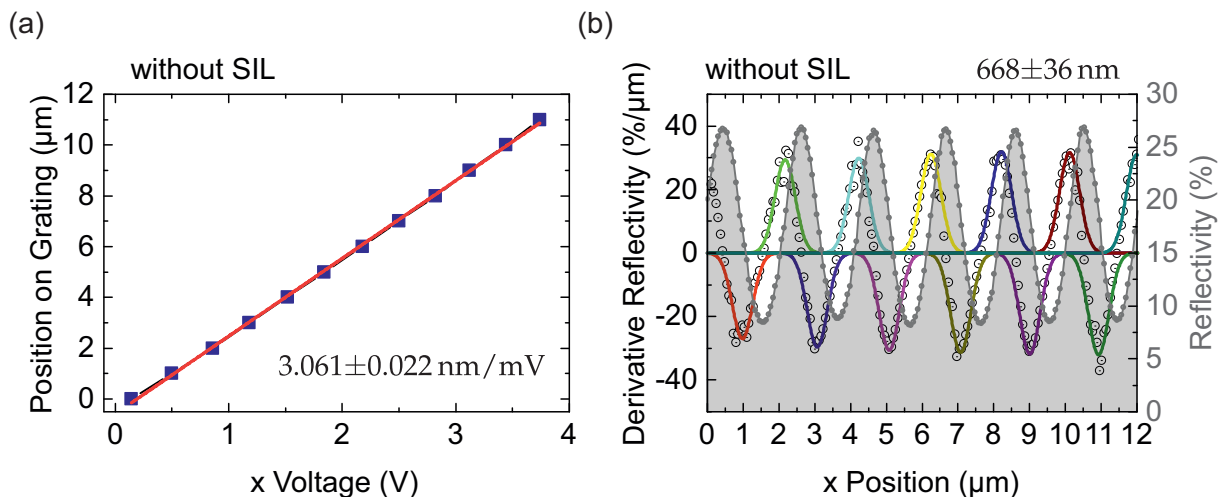 (a)
without SIL
Position on Grating (μm)
12
10
8
6
4
2
0
3.061±0.022 nm/mV
0 1 2 3 4
x Voltage (V)
(b)
without SIL 668±36 nm
Derivative Reflectivity (%/μm)
40
20
0
-20
-40
30
25
20
15
10
5
0
Reflectivity (%)
0 1 2 3 4 5 6 7 8 9 10 11 12
x Position (μm)